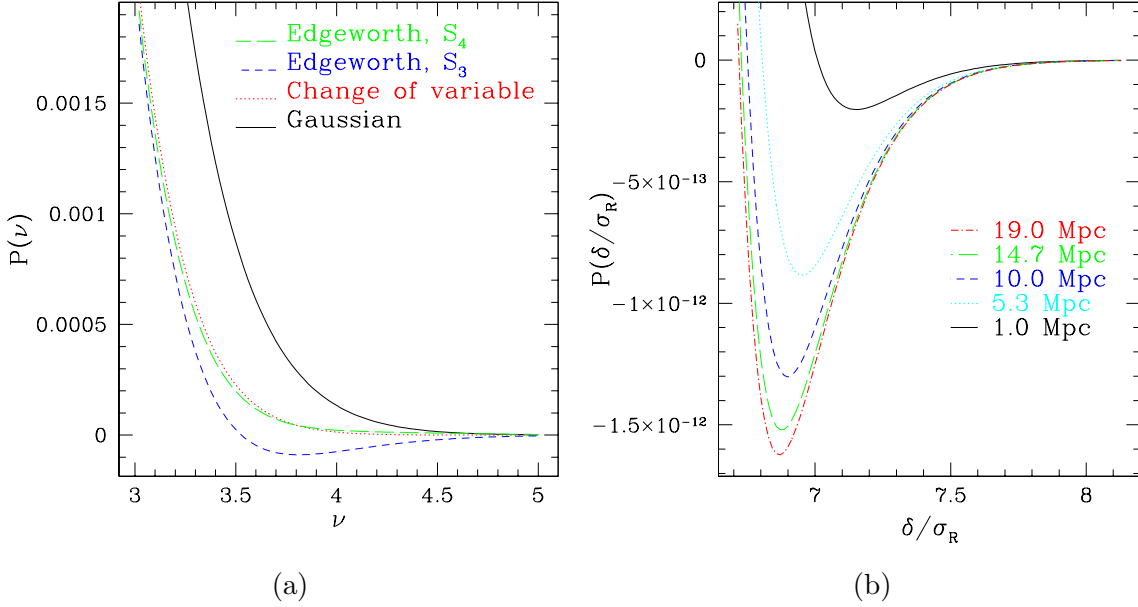 Edgeworth, S₄
Edgeworth, S₃
Change of variable
Gaussian
0.0015
0.001
0.0005
0
P(ν)
3
3.5
4
4.5
5
ν
(a)
0
−5×10⁻¹³
−1×10⁻¹²
−1.5×10⁻¹²
P(δ/σ_R)
19.0 Mpc
14.7 Mpc
10.0 Mpc
5.3 Mpc
1.0 Mpc
7
7.5
8
δ/σ_R
(b)